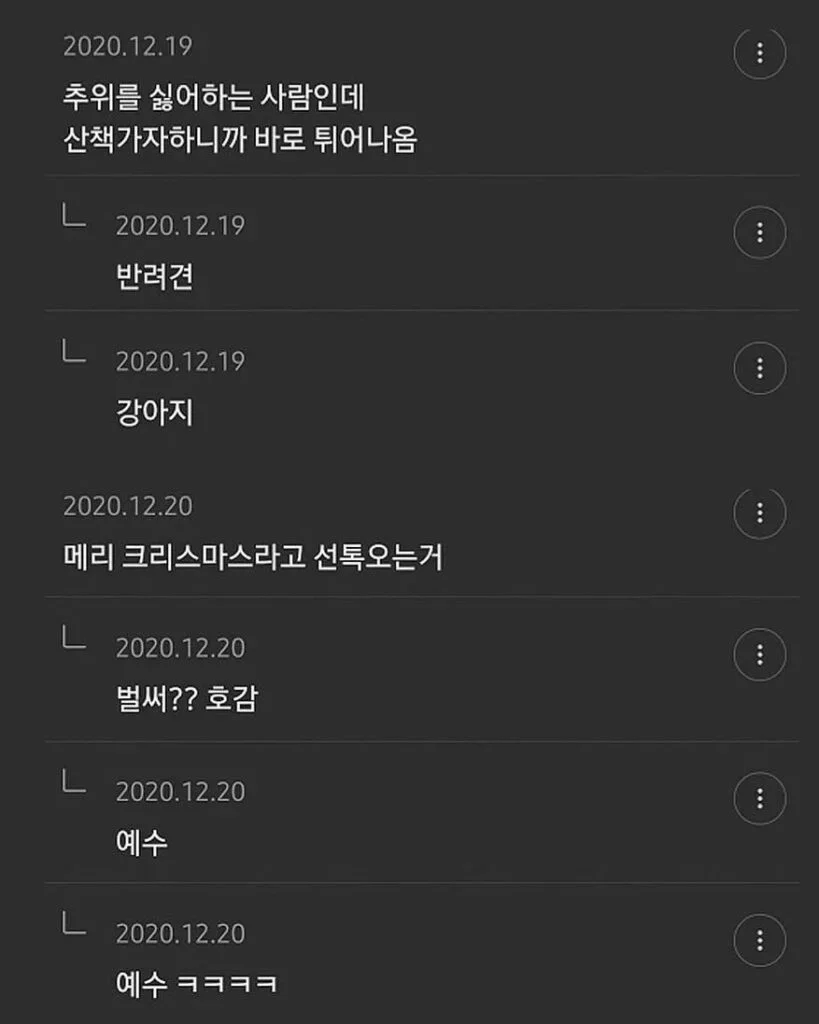 2020.12.19
추위를 싫어하는 사람인데
산책가자하니까 바로 튀어나옴
2020.12.19
반려견
2020.12.19
강아지
2020.12.20
메리 크리스마스라고 선톡오는거
2020.12.20
벌써?? 호감
2020.12.20
예수
2020.12.20
예수 ㅋㅋㅋㅋ